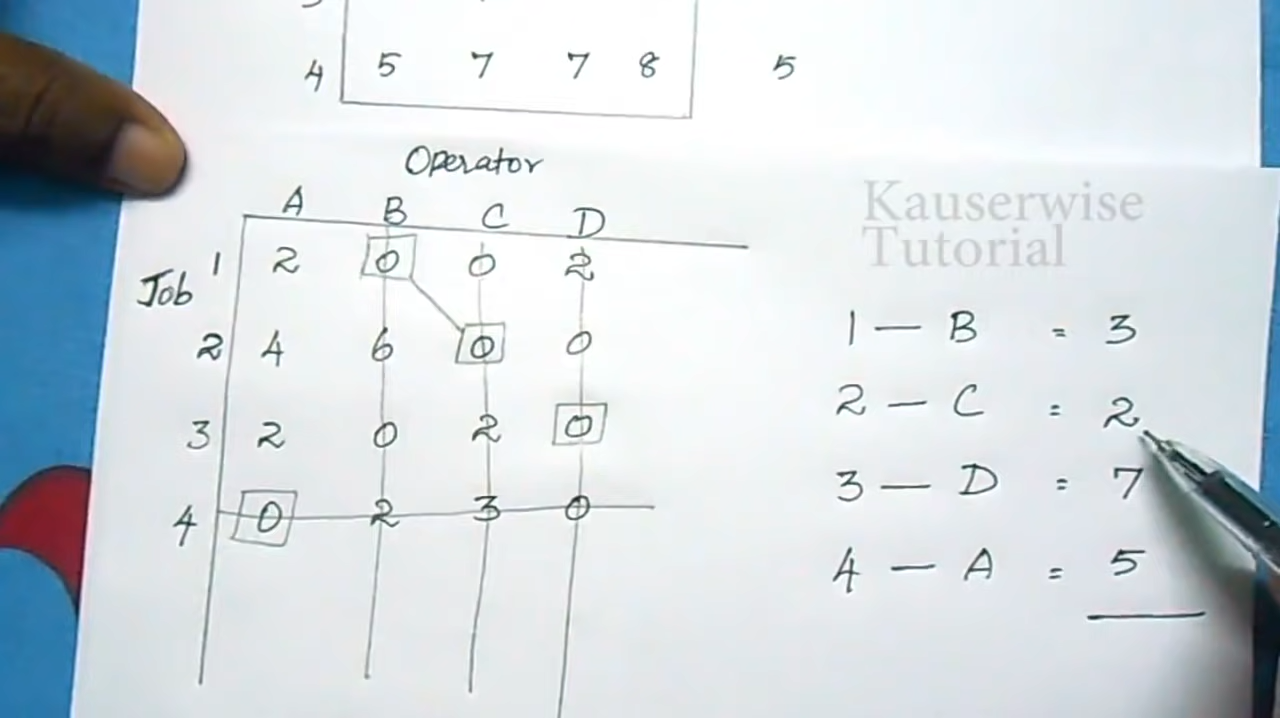 4 5 7 7 8 5
Operator
A B C D
Job 1 2 0 0 2
2 4 6 0 0
3 2 0 2 0
4 0 2 3 0
Kauserwise
Tutorial
1 — B = 3
2 — C = 2
3 — D = 7
4 — A = 5